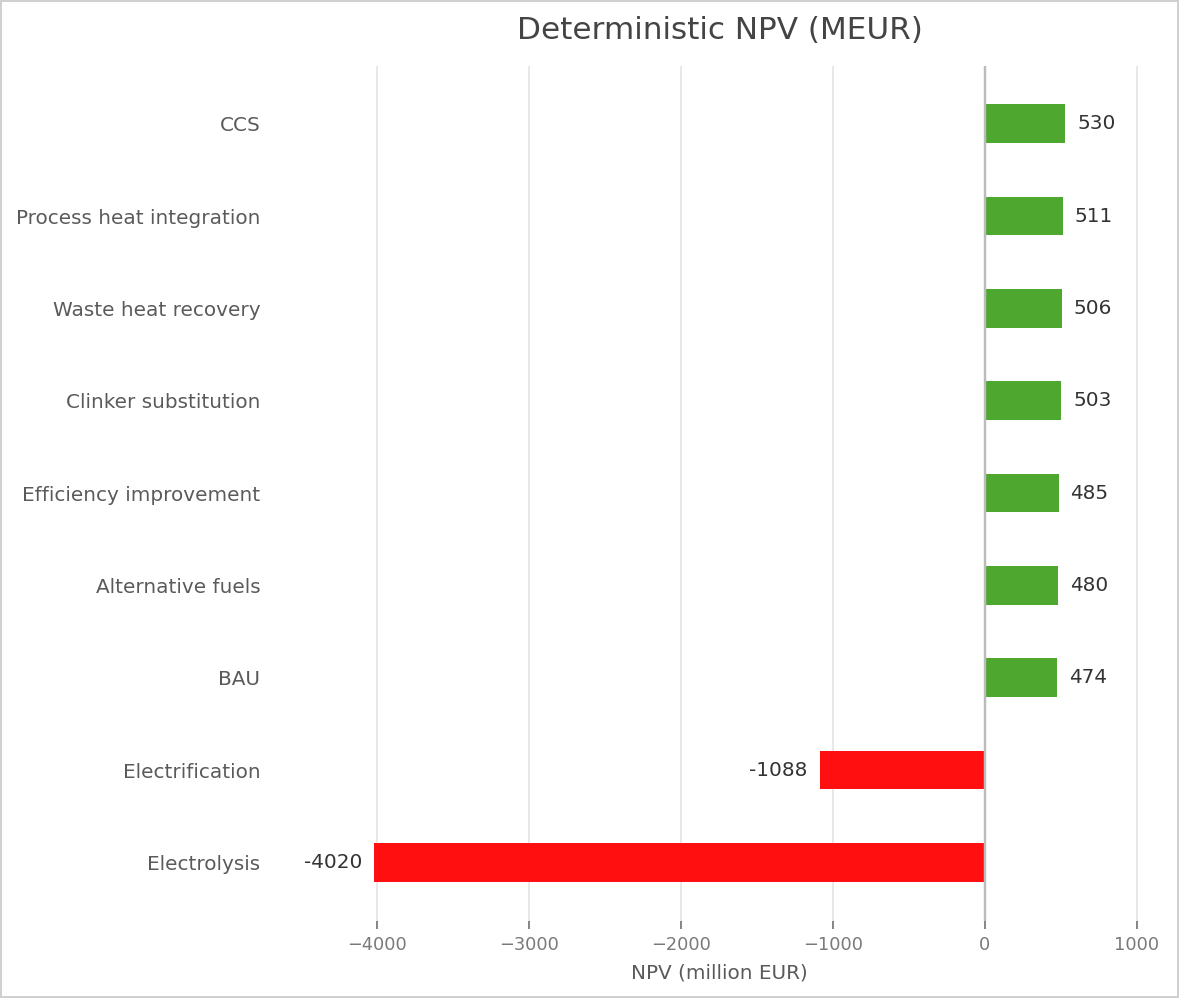 Deterministic NPV (MEUR)
CCS 530
Process heat integration 511
Waste heat recovery 506
Clinker substitution 503
Efficiency improvement 485
Alternative fuels 480
BAU 474
Electrification -1088
Electrolysis -4020
−4000 −3000 −2000 −1000 0 1000
NPV (million EUR)